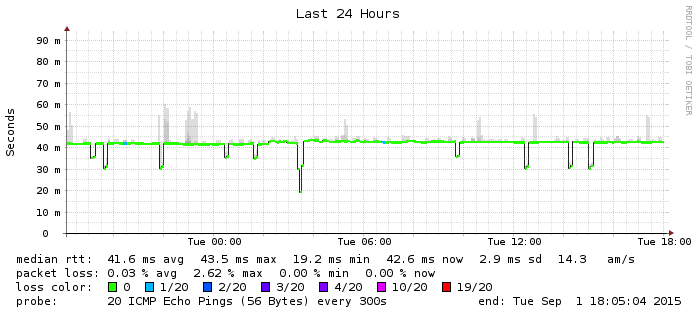 Last 24 Hours
RRDTOOL / TOBI OETIKER
Seconds
90 m
80 m
70 m
60 m
50 m
40 m
30 m
20 m
10 m
0
Tue 00:00 Tue 06:00 Tue 12:00 Tue 18:00
median rtt: 41.6 ms avg 43.5 ms max 19.2 ms min 42.6 ms now 2.9 ms sd 14.3 am/s
packet loss: 0.03 % avg 2.62 % max 0.00 % min 0.00 % now
loss color: 0 1/20 2/20 3/20 4/20 10/20 19/20
probe: 20 ICMP Echo Pings (56 Bytes) every 300s end: Tue Sep 1 18:05:04 2015